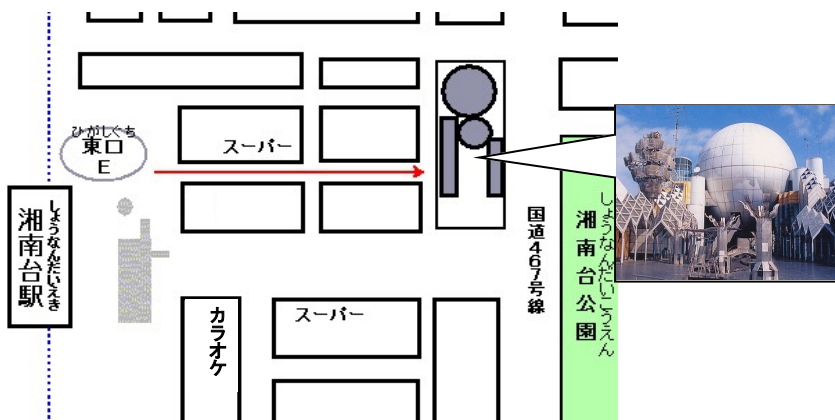 ひがしぐち
東口
E
スーパー
しょうなんだいえき
湘南台駅
カラオケ
スーパー
国道467号線
しょうなんだいこうえん
湘南台公園